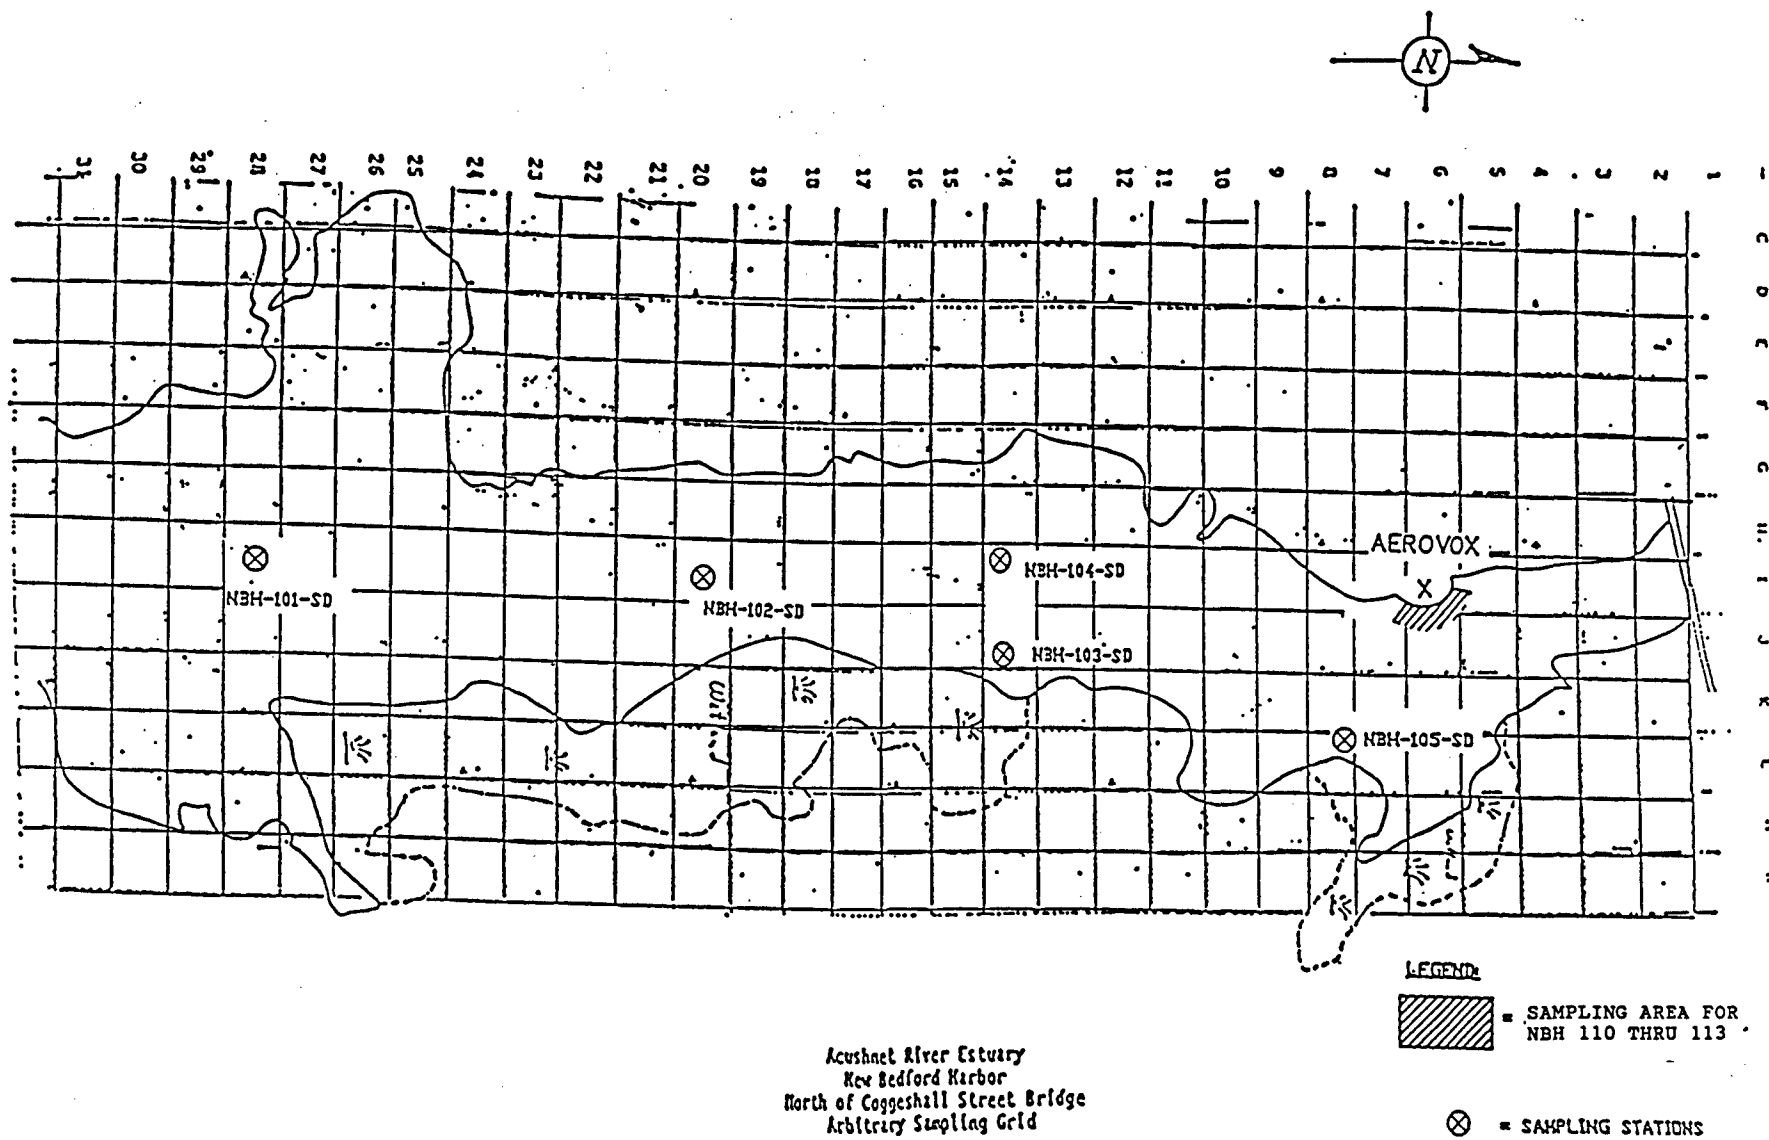 N
31 30 29 28 27 26 25 24 23 22 21 20 19 18 17 16 15 14 13 12 11 10 9 8 7 6 5 4 3 2 1
C
D
E
F
G
H
I
J
K
L
AEROVOX
X
NBH-101-SD
NBH-102-SD
NBH-104-SD
NBH-103-SD
NBH-105-SD
Wetland
LEGEND:
= SAMPLING AREA FOR
NBH 110 THRU 113
= SAMPLING STATIONS
Acushnet River Estuary
New Bedford Harbor
North of Coggeshall Street Bridge
Arbitrary Sampling Grid